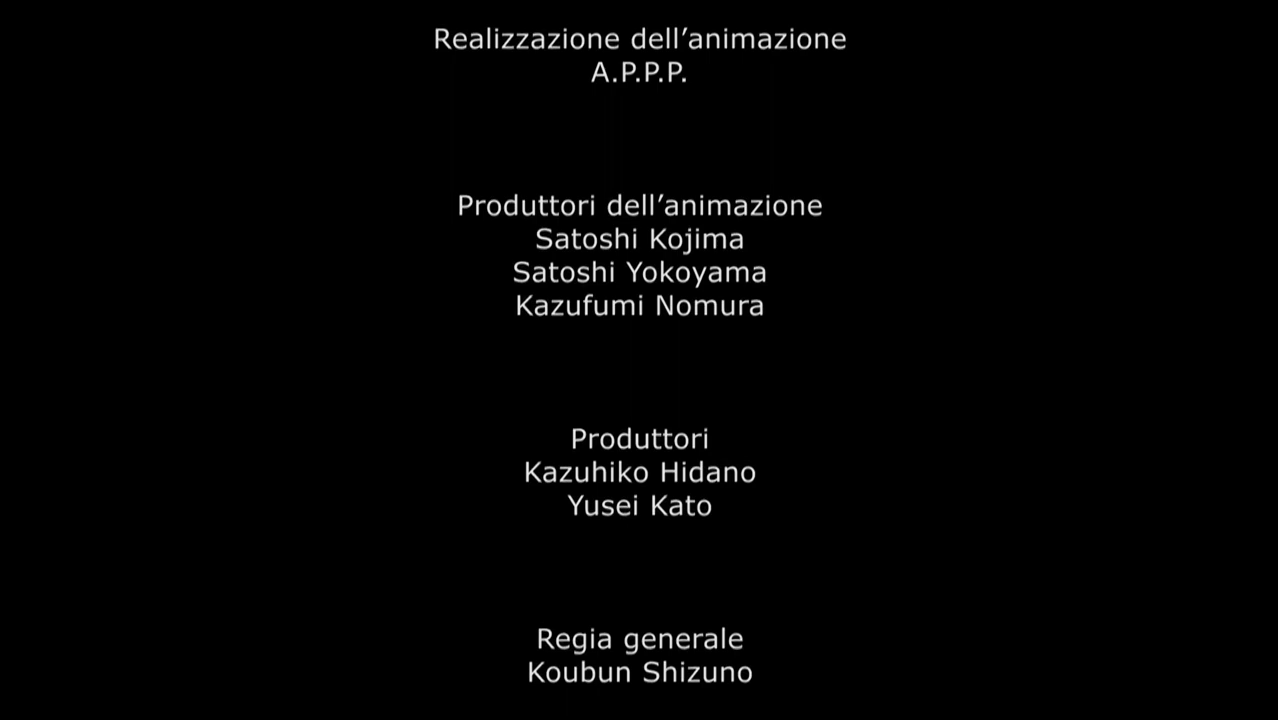 Realizzazione dell’animazione
A.P.P.P.
Produttori dell’animazione
Satoshi Kojima
Satoshi Yokoyama
Kazufumi Nomura
Produttori
Kazuhiko Hidano
Yusei Kato
Regia generale
Koubun Shizuno